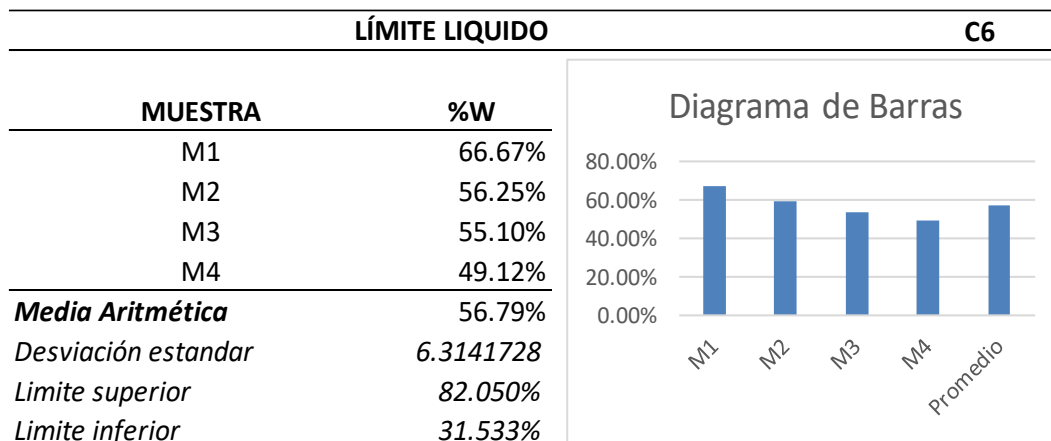 LÍMITE LIQUIDO C6
MUESTRA %W
M1 66.67%
M2 56.25%
M3 55.10%
M4 49.12%
Media Aritmética 56.79%
Desviación estandar 6.3141728
Limite superior 82.050%
Limite inferior 31.533%
Diagrama de Barras
80.00%
60.00%
40.00%
20.00%
0.00%
M1 M2 M3 M4 Promedio